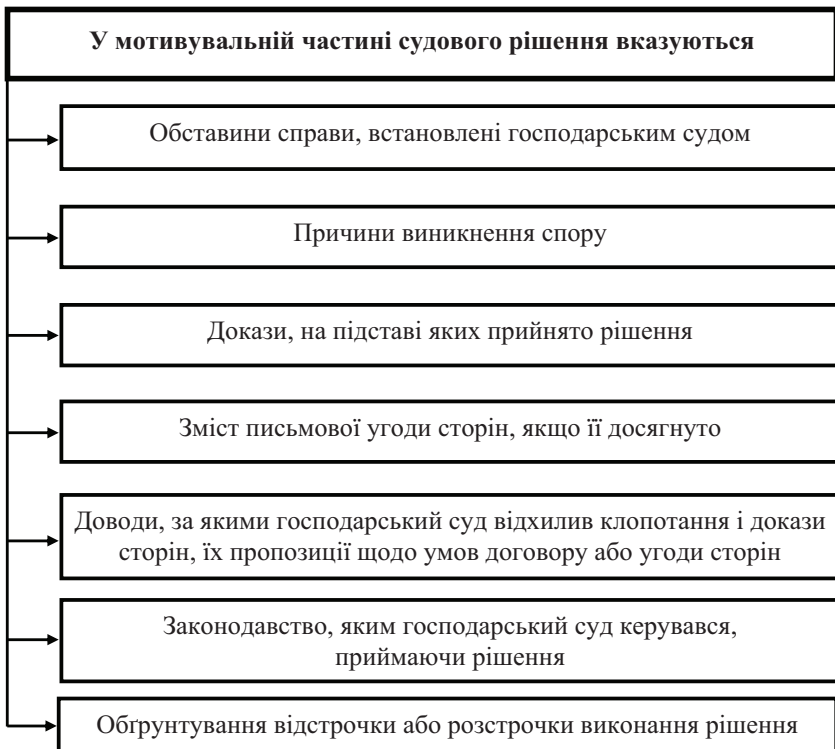 У мотивувальній частині судового рішення вказуються
Обставини справи, встановлені господарським судом
Причини виникнення спору
Докази, на підставі яких прийнято рішення
Зміст письмової угоди сторін, якщо її досягнуто
Доводи, за якими господарський суд відхилив клопотання і докази
сторін, їх пропозиції щодо умов договору або угоди сторін
Законодавство, яким господарський суд керувався,
приймаючи рішення
Обґрунтування відстрочки або розстрочки виконання рішення